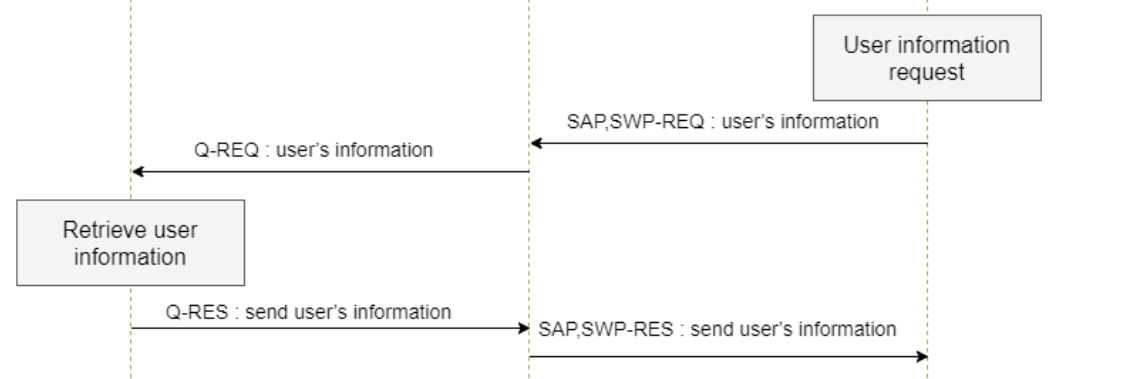 User information
request
SAP,SWP-REQ : user's information
Q-REQ : user's information
Retrieve user
information
Q-RES : send user's information
SAP,SWP-RES : send user's information